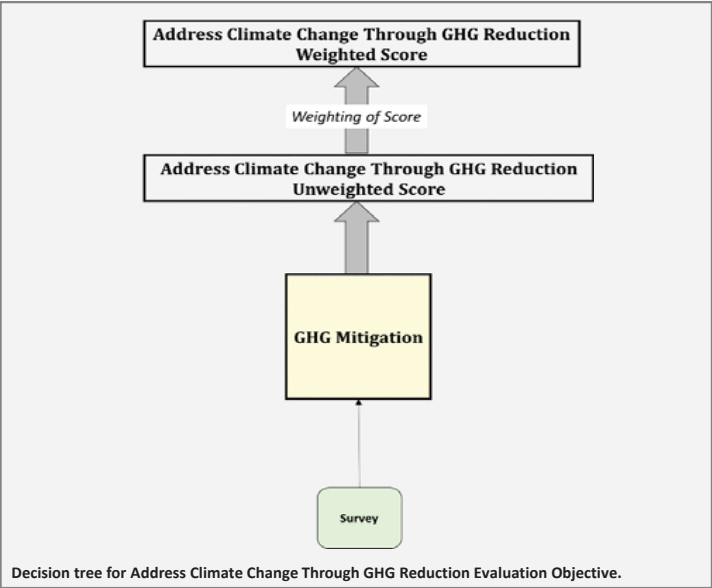 Address Climate Change Through GHG Reduction
Weighted Score
Weighting of Score
Address Climate Change Through GHG Reduction
Unweighted Score
GHG Mitigation
Survey
Decision tree for Address Climate Change Through GHG Reduction Evaluation Objective.